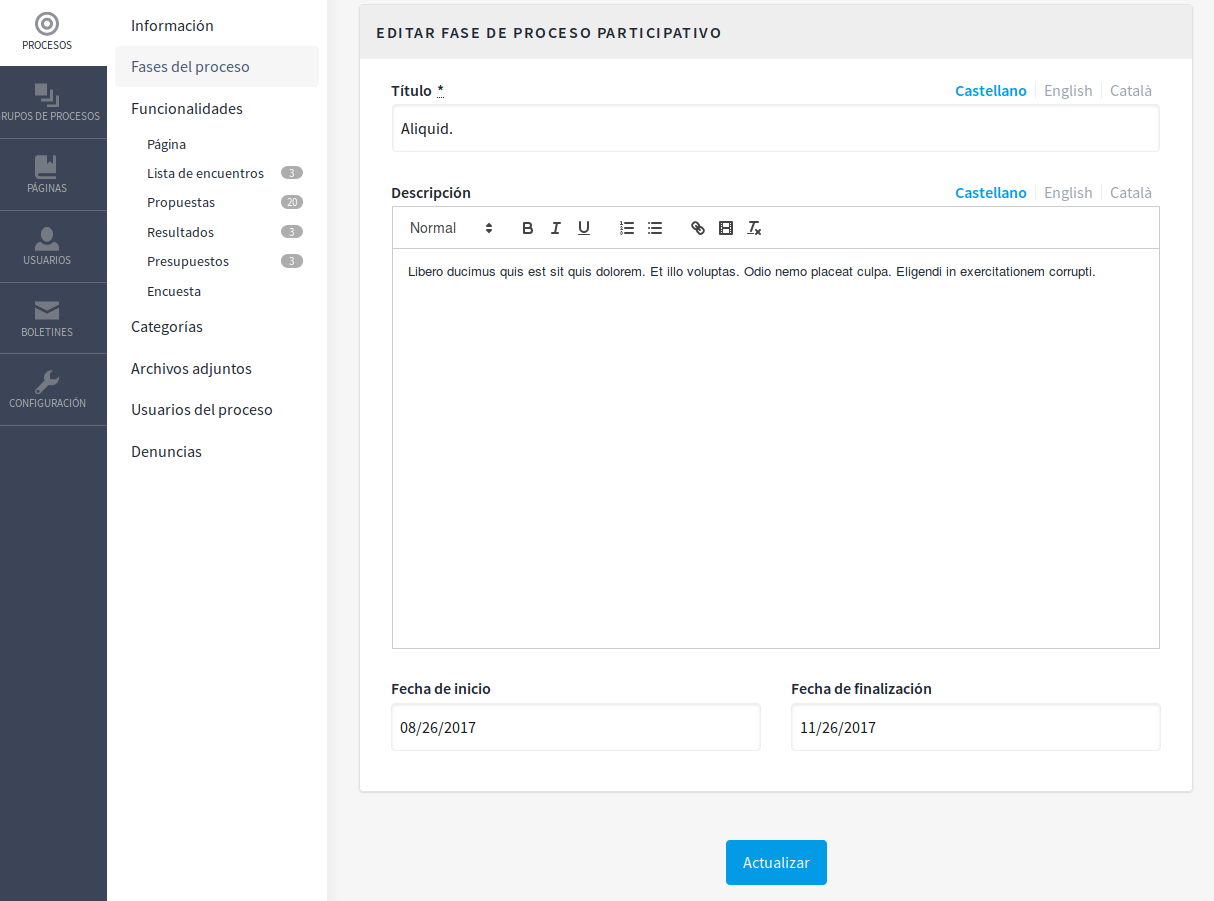 PROCESOS
RUPOS DE PROCESOS
PÁGINAS
USUARIOS
BOLETINES
CONFIGURACIÓN
Información
Fases del proceso
Funcionalidades
Página
Lista de encuentros 3
Propuestas 20
Resultados 3
Presupuestos 3
Encuesta
Categorías
Archivos adjuntos
Usuarios del proceso
Denuncias
EDITAR FASE DE PROCESO PARTICIPATIVO
Título * Castellano English Català
Aliquid.
Descripción Castellano English Català
Normal B I U
Libero ducimus quis est sit quis dolorem. Et illo voluptas. Odio nemo placeat culpa. Eligendi in exercitationem corrupti.
Fecha de inicio Fecha de finalización
08/26/2017 11/26/2017
Actualizar